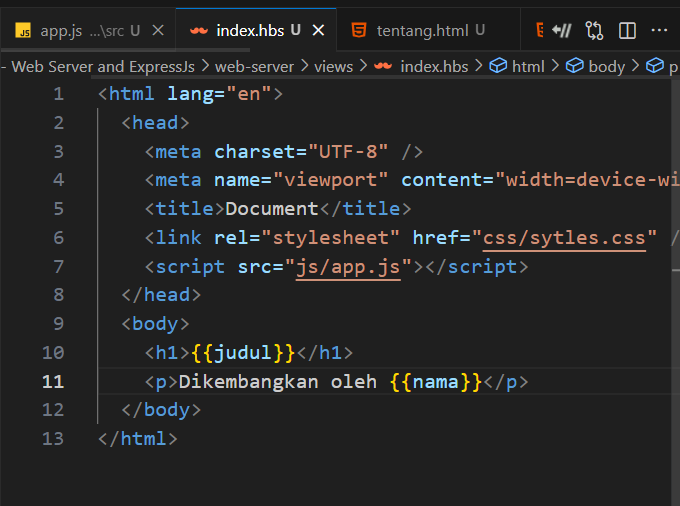 JS app.js ...\src U × index.hbs U × tentang.html U ...
- Web Server and ExpressJs > web-server > views > index.hbs > html > body > p
1 <html lang="en">
2 <head>
3 <meta charset="UTF-8" />
4 <meta name="viewport" content="width=device-wi
5 <title>Document</title>
6 <link rel="stylesheet" href="css/sytles.css" /
7 <script src="js/app.js"></script>
8 </head>
9 <body>
10 <h1>{{judul}}</h1>
11 <p>Dikembangkan oleh {{nama}}</p>
12 </body>
13 </html>